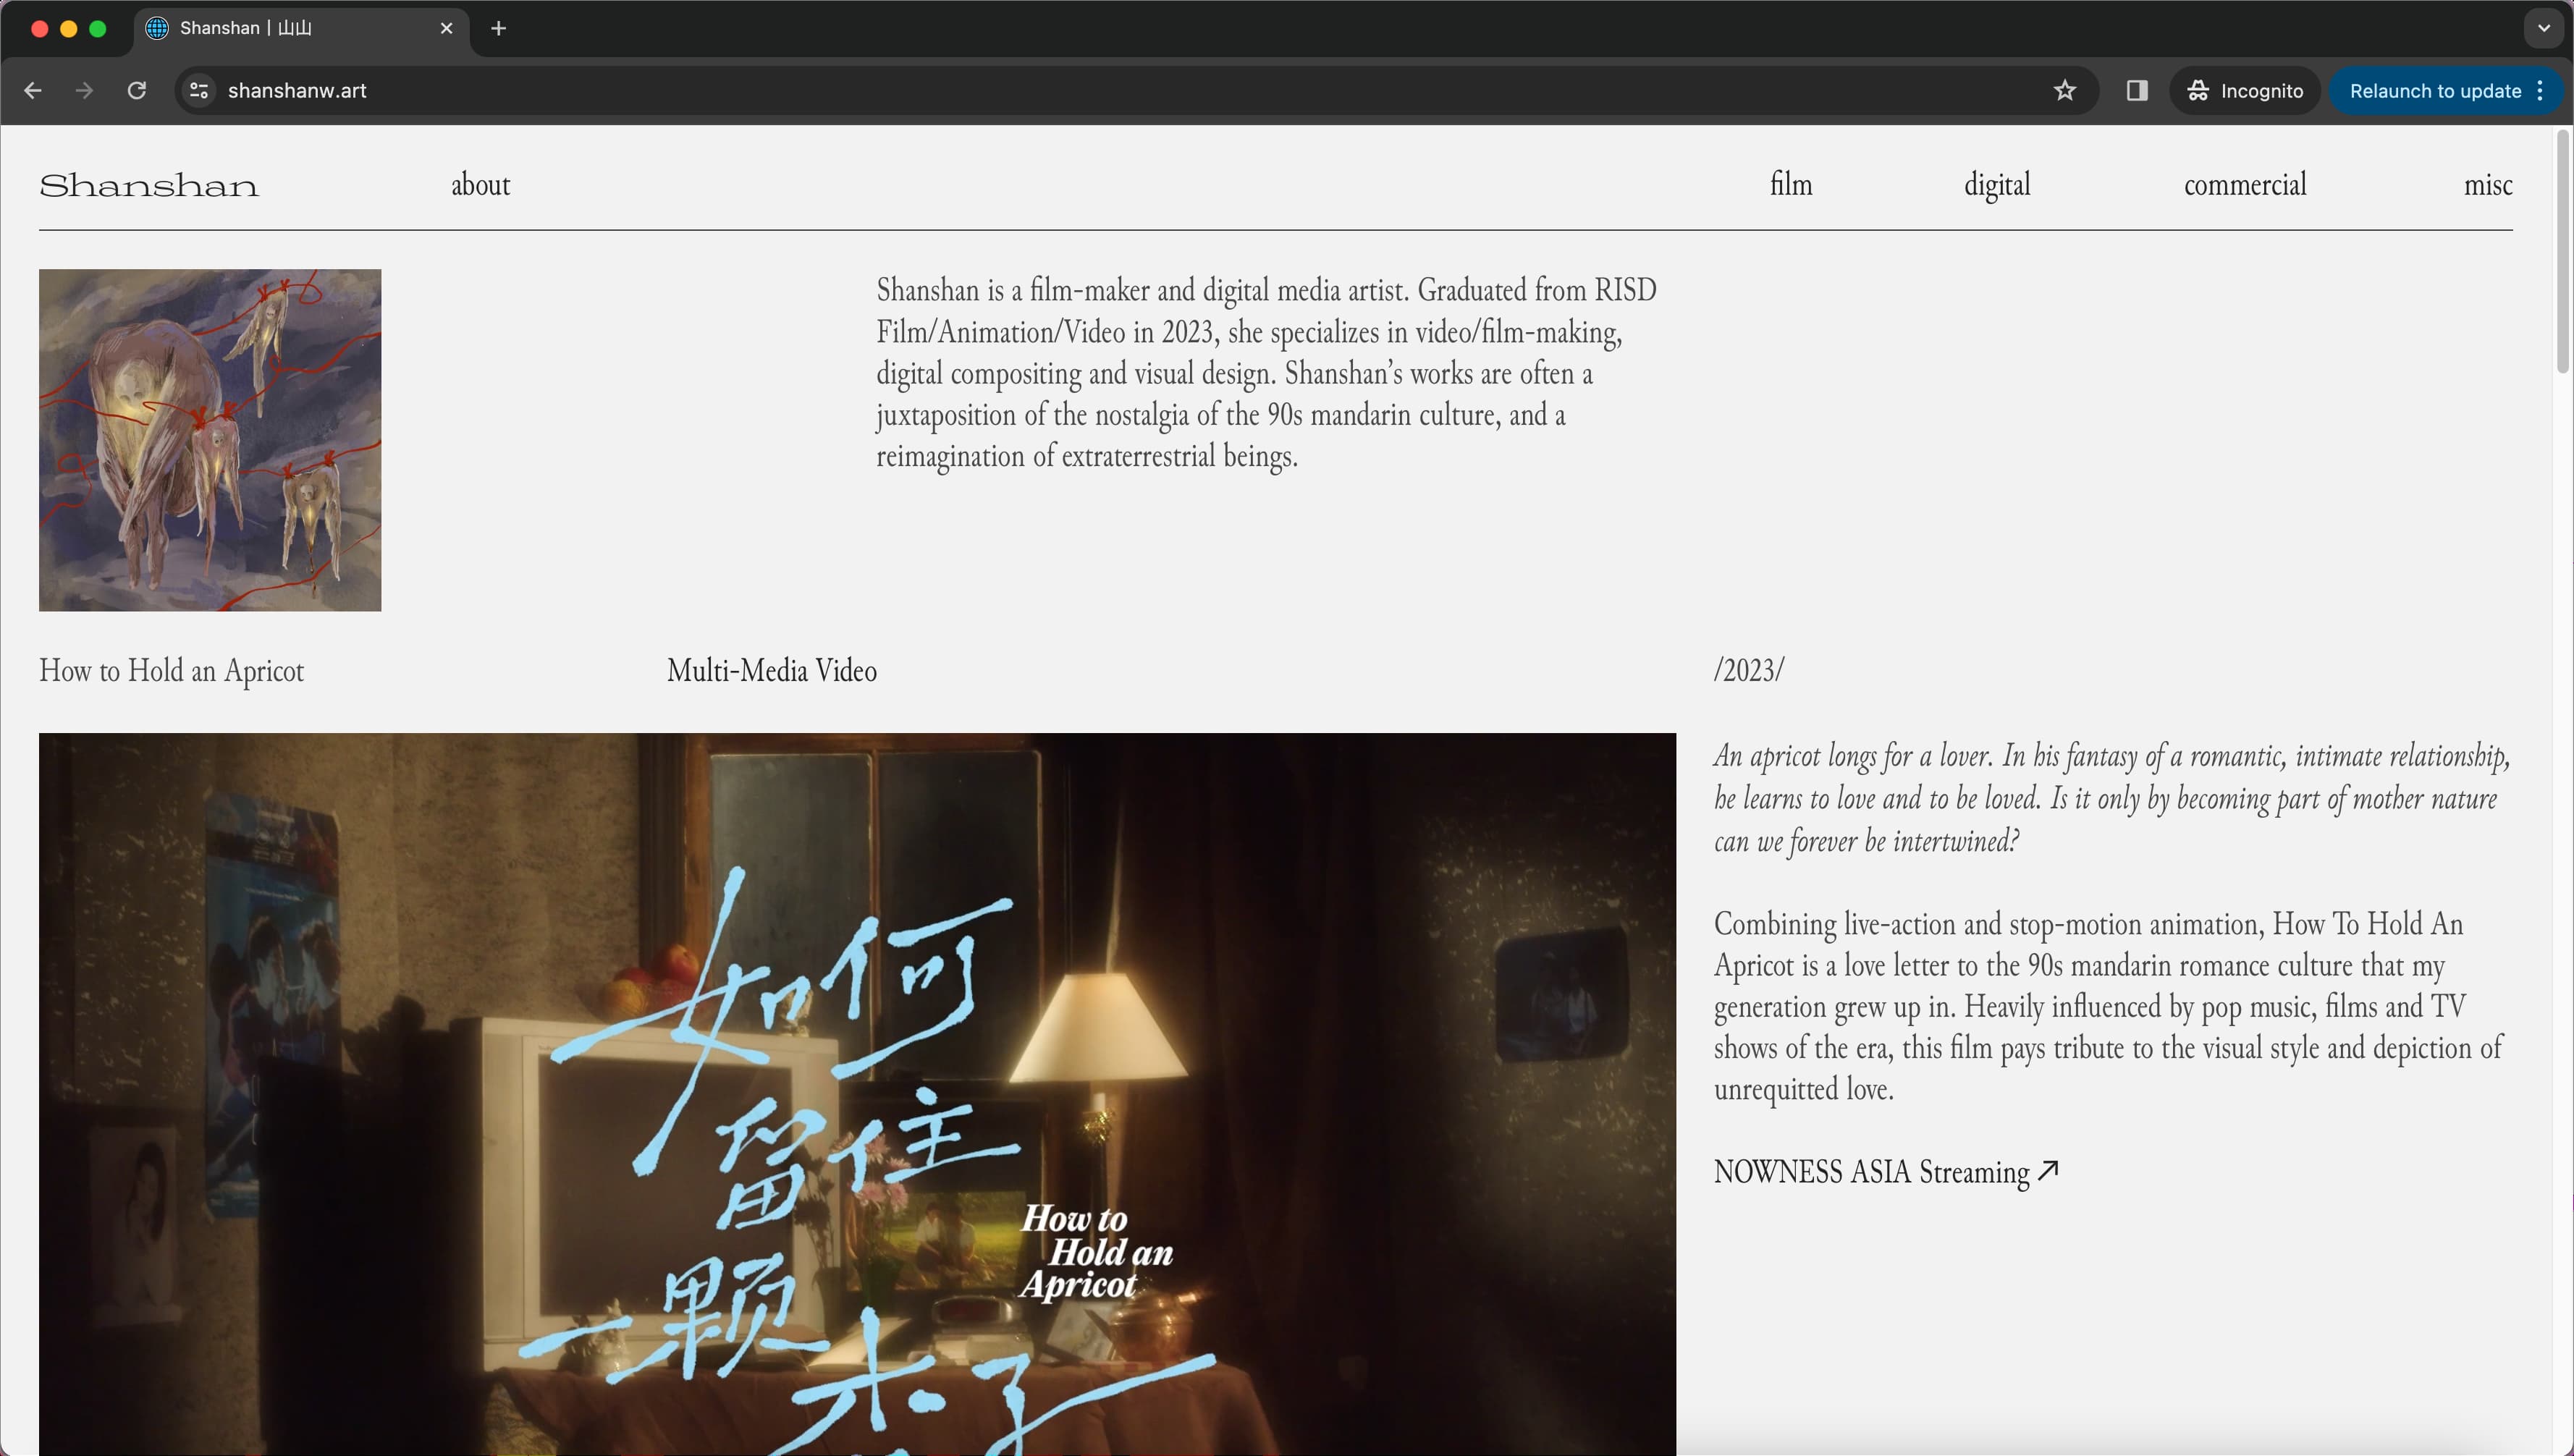 Shanshan | 山山
shanshanw.art
Incognito
Relaunch to update
Shanshan
about
film
digital
commercial
misc
Shanshan is a film-maker and digital media artist. Graduated from RISD
Film/Animation/Video in 2023, she specializes in video/film-making,
digital compositing and visual design. Shanshan’s works are often a
juxtaposition of the nostalgia of the 90s mandarin culture, and a
reimagination of extraterrestrial beings.
How to Hold an Apricot
Multi-Media Video
/2023/
如何
留住
一颗
杏子
How to
Hold an
Apricot
An apricot longs for a lover. In his fantasy of a romantic, intimate relationship,
he learns to love and to be loved. Is it only by becoming part of mother nature
can we forever be intertwined?
Combining live-action and stop-motion animation, How To Hold An
Apricot is a love letter to the 90s mandarin romance culture that my
generation grew up in. Heavily influenced by pop music, films and TV
shows of the era, this film pays tribute to the visual style and depiction of
unrequitted love.
NOWNESS ASIA Streaming ↗